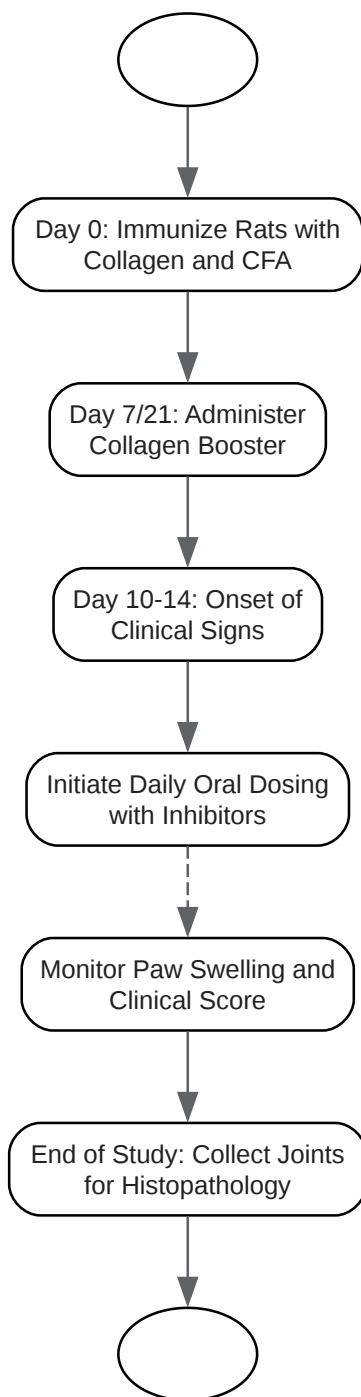 Day 0: Immunize Rats with
Collagen and CFA
Day 7/21: Administer
Collagen Booster
Day 10-14: Onset of
Clinical Signs
Initiate Daily Oral Dosing
with Inhibitors
Monitor Paw Swelling and
Clinical Score
End of Study: Collect Joints
for Histopathology